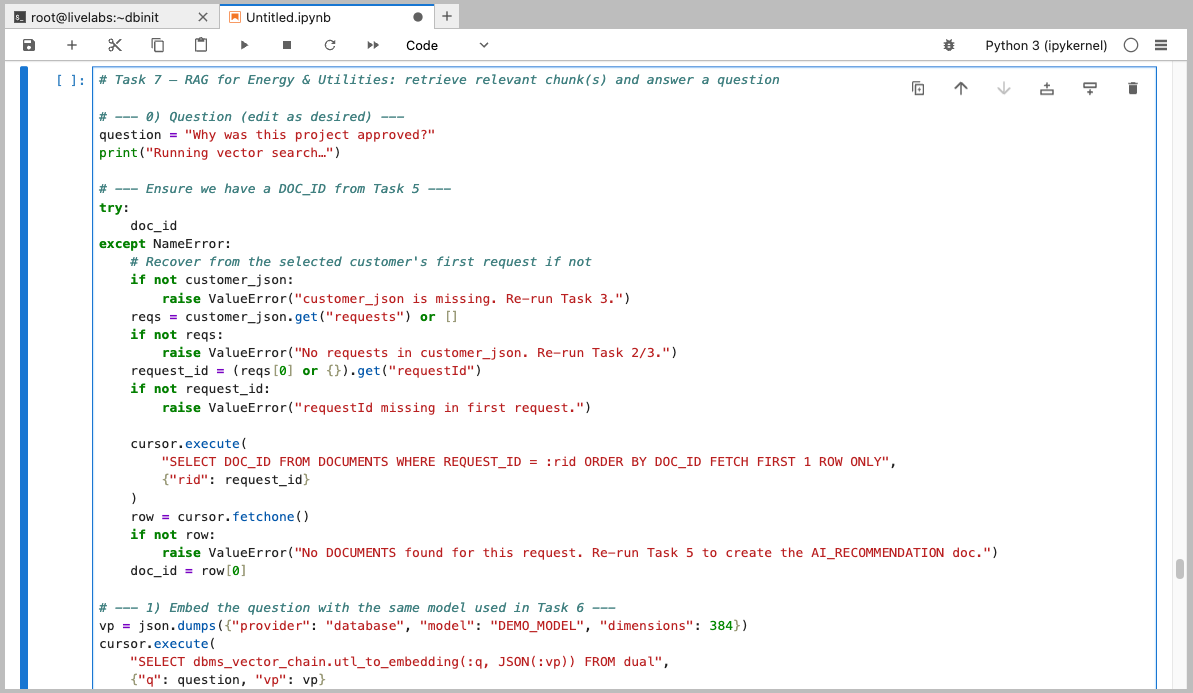 root@livelabs:~dbinit
Untitled.ipynb
Code
Python 3 (ipykernel)
[ ]:
# Task 7 — RAG for Energy & Utilities: retrieve relevant chunk(s) and answer a question

# --- 0) Question (edit as desired) ---
question = "Why was this project approved?"
print("Running vector search…")

# --- Ensure we have a DOC_ID from Task 5 ---
try:
    doc_id
except NameError:
    # Recover from the selected customer's first request if not
    if not customer_json:
        raise ValueError("customer_json is missing. Re-run Task 3.")
    reqs = customer_json.get("requests") or []
    if not reqs:
        raise ValueError("No requests in customer_json. Re-run Task 2/3.")
    request_id = (reqs[0] or {}).get("requestId")
    if not request_id:
        raise ValueError("requestId missing in first request.")

    cursor.execute(
        "SELECT DOC_ID FROM DOCUMENTS WHERE REQUEST_ID = :rid ORDER BY DOC_ID FETCH FIRST 1 ROW ONLY",
        {"rid": request_id}
    )
    row = cursor.fetchone()
    if not row:
        raise ValueError("No DOCUMENTS found for this request. Re-run Task 5 to create the AI_RECOMMENDATION doc.")
    doc_id = row[0]

# --- 1) Embed the question with the same model used in Task 6 ---
vp = json.dumps({"provider": "database", "model": "DEMO_MODEL", "dimensions": 384})
cursor.execute(
    "SELECT dbms_vector_chain.utl_to_embedding(:q, JSON(:vp)) FROM dual",
    {"q": question, "vp": vp}